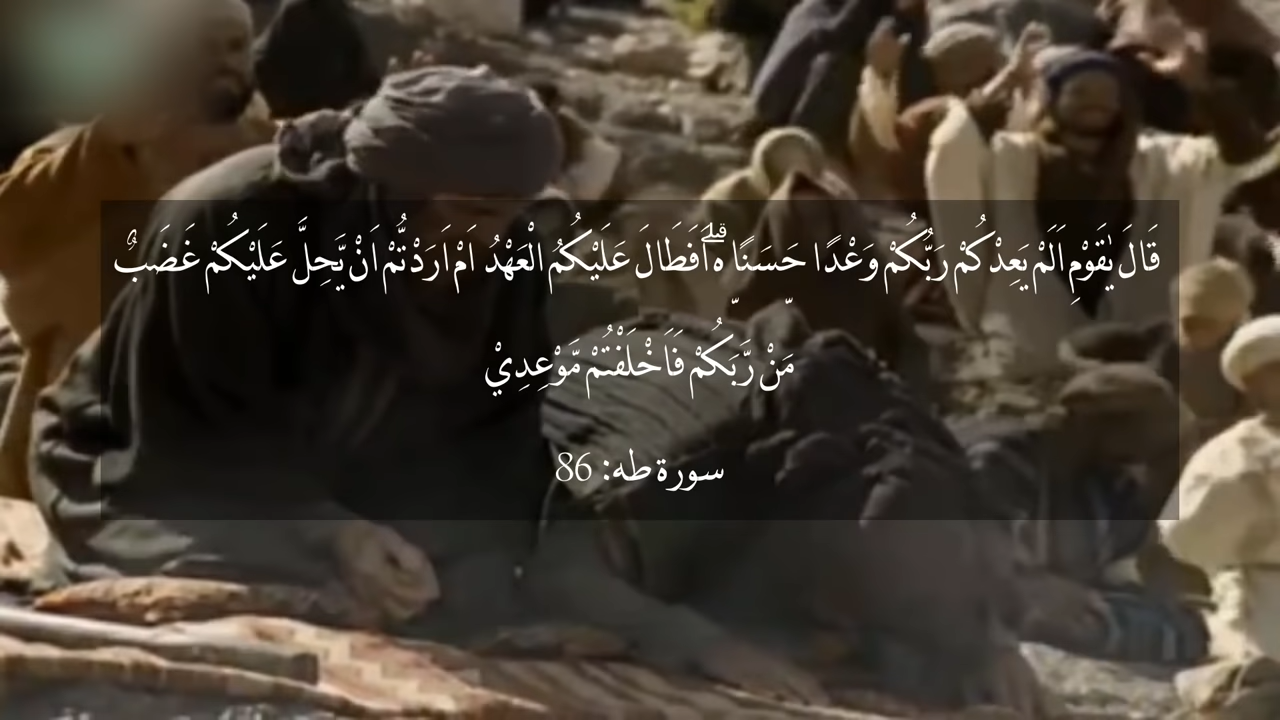 قَالَ يٰقَوْمِ اَلَمْ يَعِدْكُمْ رَبُّكُمْ وَعْدًا حَسَنًا ەۗ اَفَطَالَ عَلَيْكُمُ الْعَهْدُ اَمْ اَرَدْتُّمْ اَنْ يَّحِلَّ عَلَيْكُمْ غَضَبٌ
مِّنْ رَّبِّكُمْ فَاَخْلَفْتُمْ مَّوْعِدِيْ
سورة طه: 86